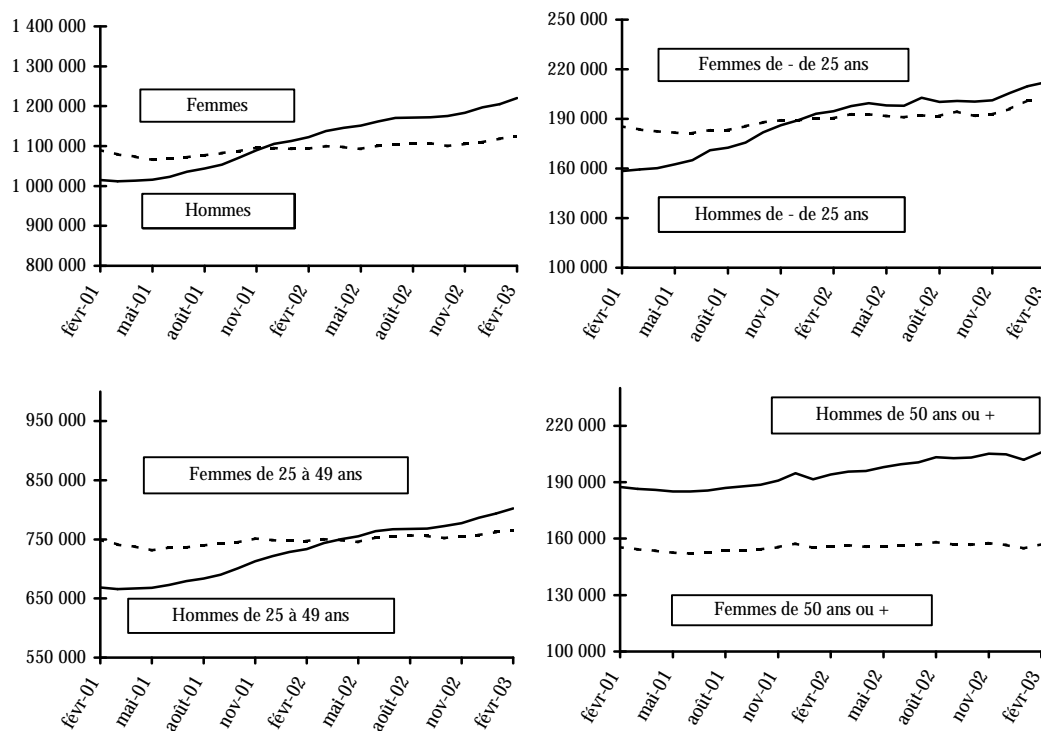 1 400 000
1 300 000
1 200 000
1 100 000
1 000 000
900 000
800 000
Femmes
Hommes
févr-01
mai-01
août-01
nov-01
févr-02
mai-02
août-02
nov-02
févr-03
250 000
220 000
190 000
160 000
130 000
100 000
Femmes de - de 25 ans
Hommes de - de 25 ans
févr-01
mai-01
août-01
nov-01
févr-02
mai-02
août-02
nov-02
févr-03
950 000
850 000
750 000
650 000
550 000
Femmes de 25 à 49 ans
Hommes de 25 à 49 ans
févr-01
mai-01
août-01
nov-01
févr-02
mai-02
août-02
nov-02
févr-03
220 000
190 000
160 000
130 000
100 000
Hommes de 50 ans ou +
Femmes de 50 ans ou +
févr-01
mai-01
août-01
nov-01
févr-02
mai-02
août-02
nov-02
févr-03